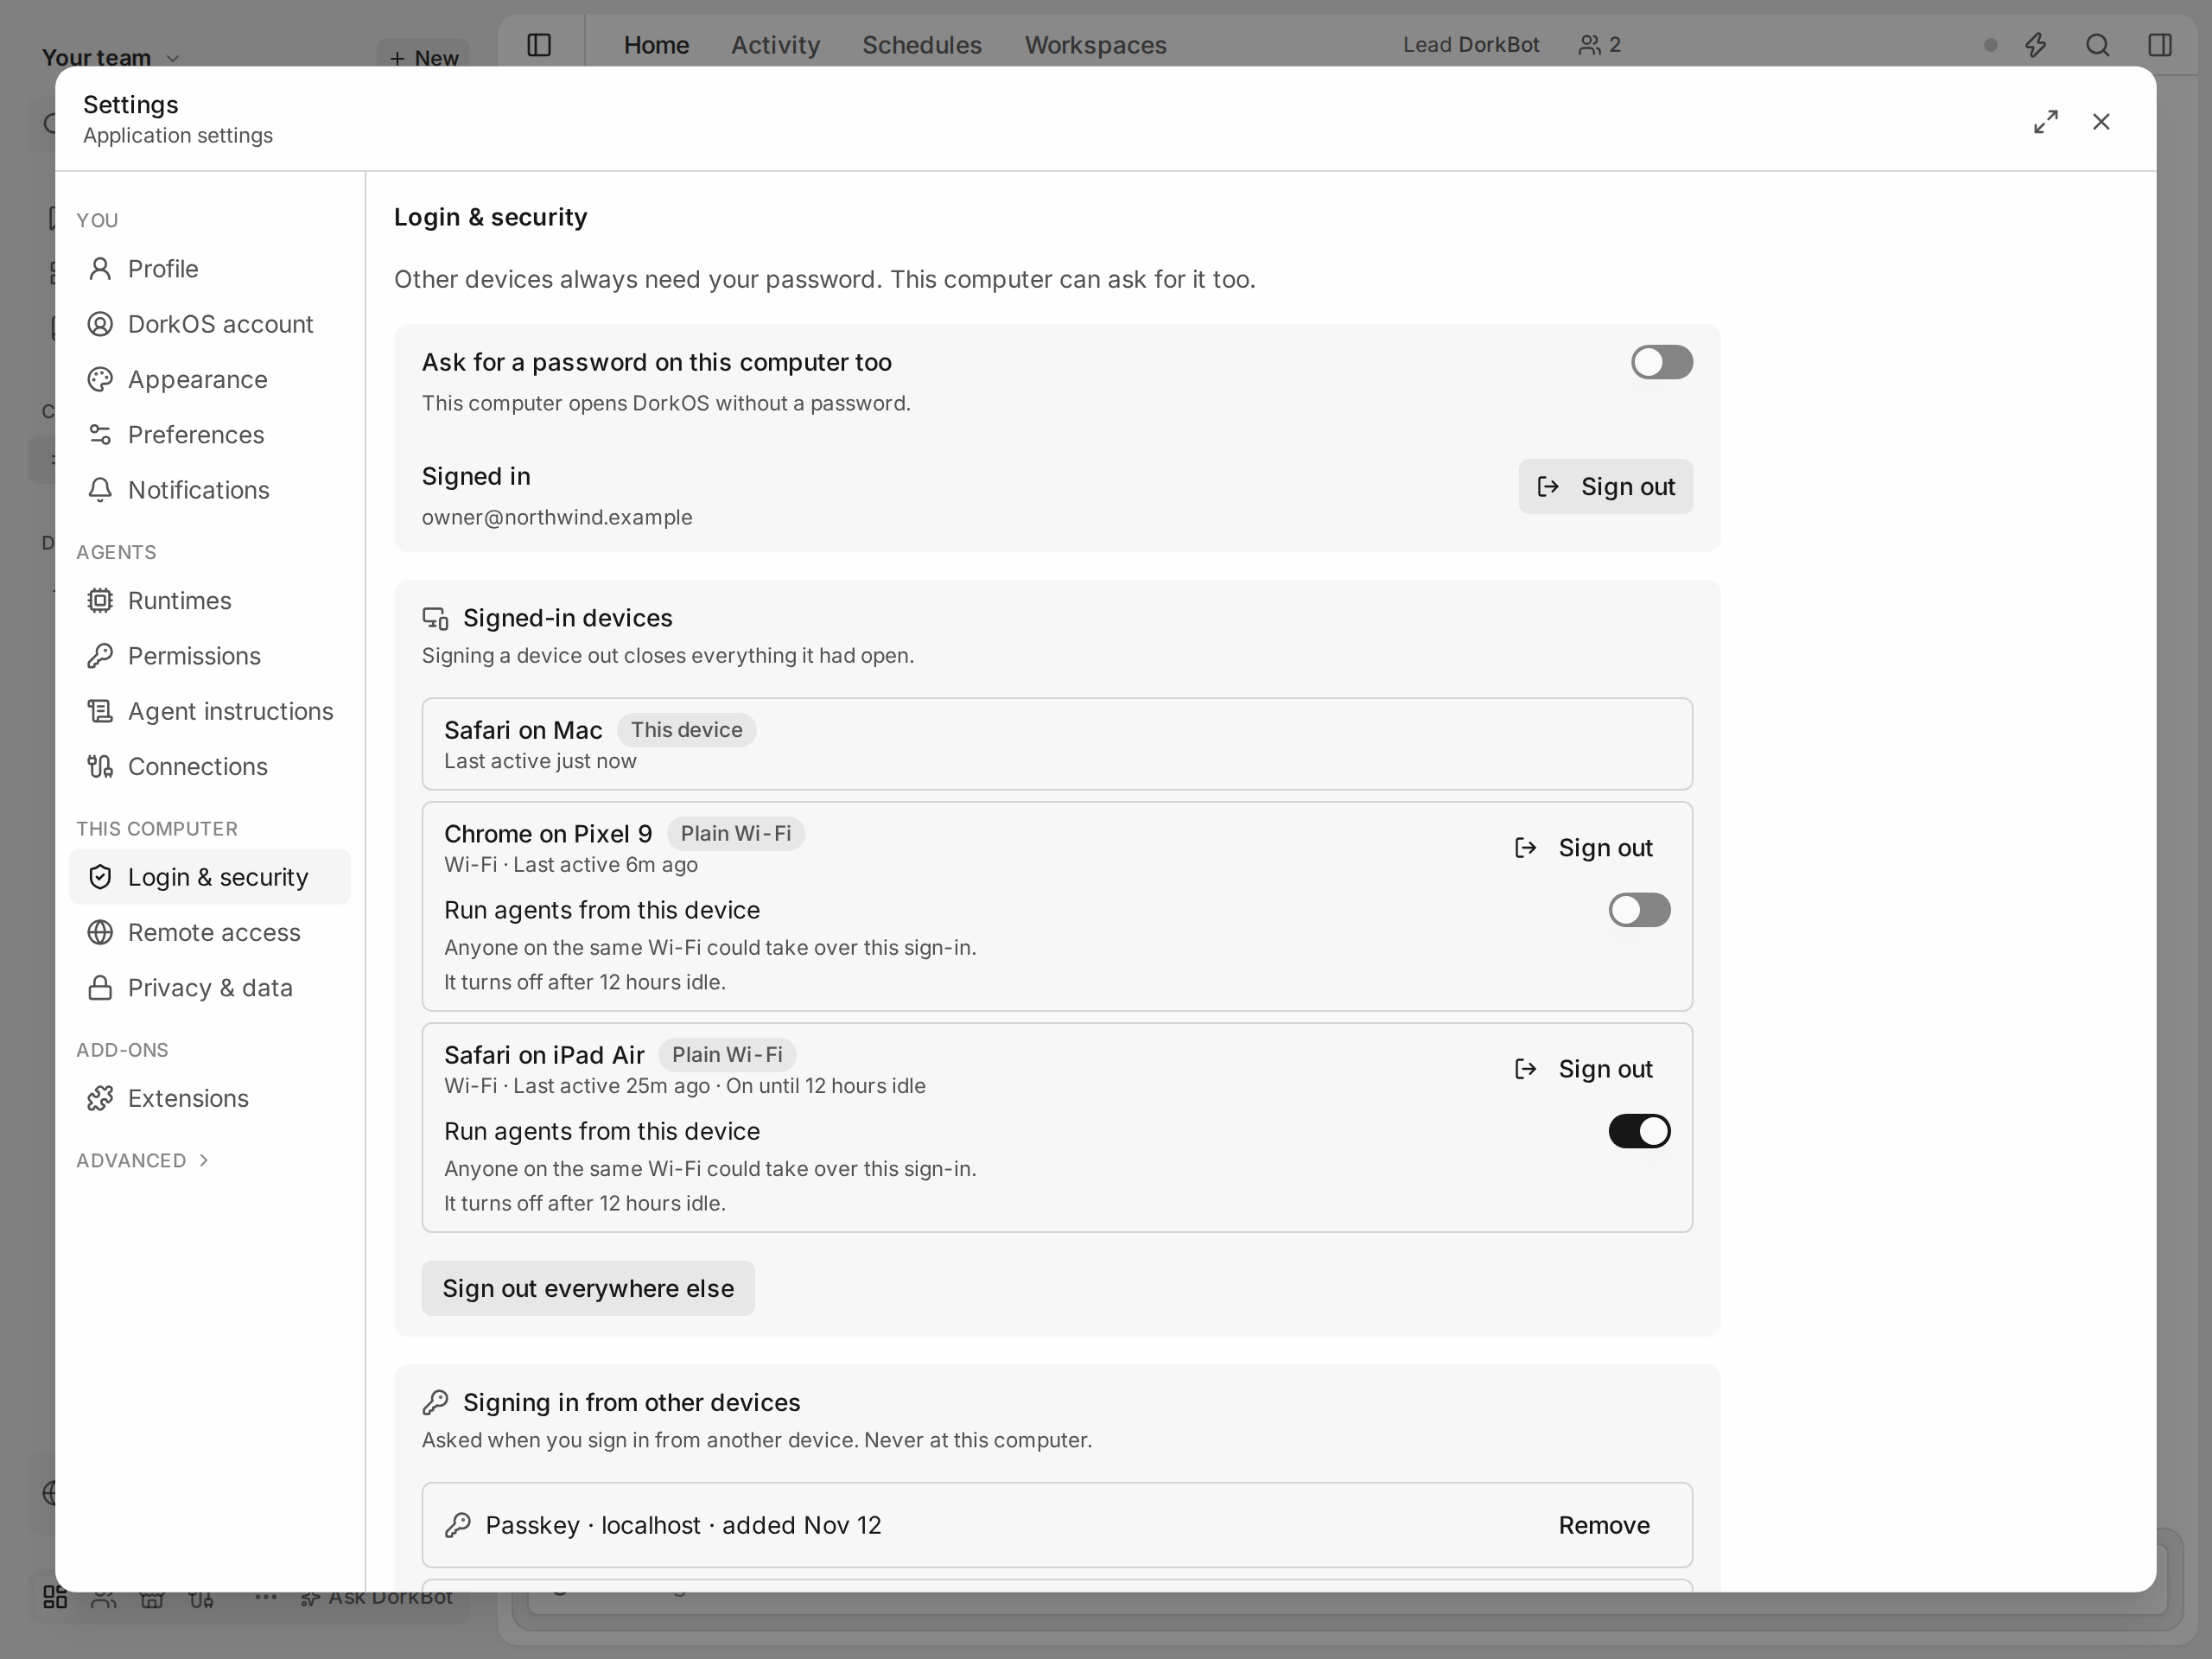 Your team
New
Home
Activity
Schedules
Workspaces
Lead DorkBot
2
Settings
Application settings
YOU
Profile
DorkOS account
Appearance
Preferences
Notifications
AGENTS
Runtimes
Permissions
Agent instructions
Connections
THIS COMPUTER
Login & security
Remote access
Privacy & data
ADD-ONS
Extensions
ADVANCED
Login & security
Other devices always need your password. This computer can ask for it too.
Ask for a password on this computer too
This computer opens DorkOS without a password.
Signed in
owner@northwind.example
Sign out
Signed-in devices
Signing a device out closes everything it had open.
Safari on Mac This device
Last active just now
Chrome on Pixel 9 Plain Wi-Fi
Wi-Fi · Last active 6m ago
Sign out
Run agents from this device
Anyone on the same Wi-Fi could take over this sign-in.
It turns off after 12 hours idle.
Safari on iPad Air Plain Wi-Fi
Wi-Fi · Last active 25m ago · On until 12 hours idle
Sign out
Run agents from this device
Anyone on the same Wi-Fi could take over this sign-in.
It turns off after 12 hours idle.
Sign out everywhere else
Signing in from other devices
Asked when you sign in from another device. Never at this computer.
Passkey · localhost · added Nov 12
Remove
Ask DorkBot